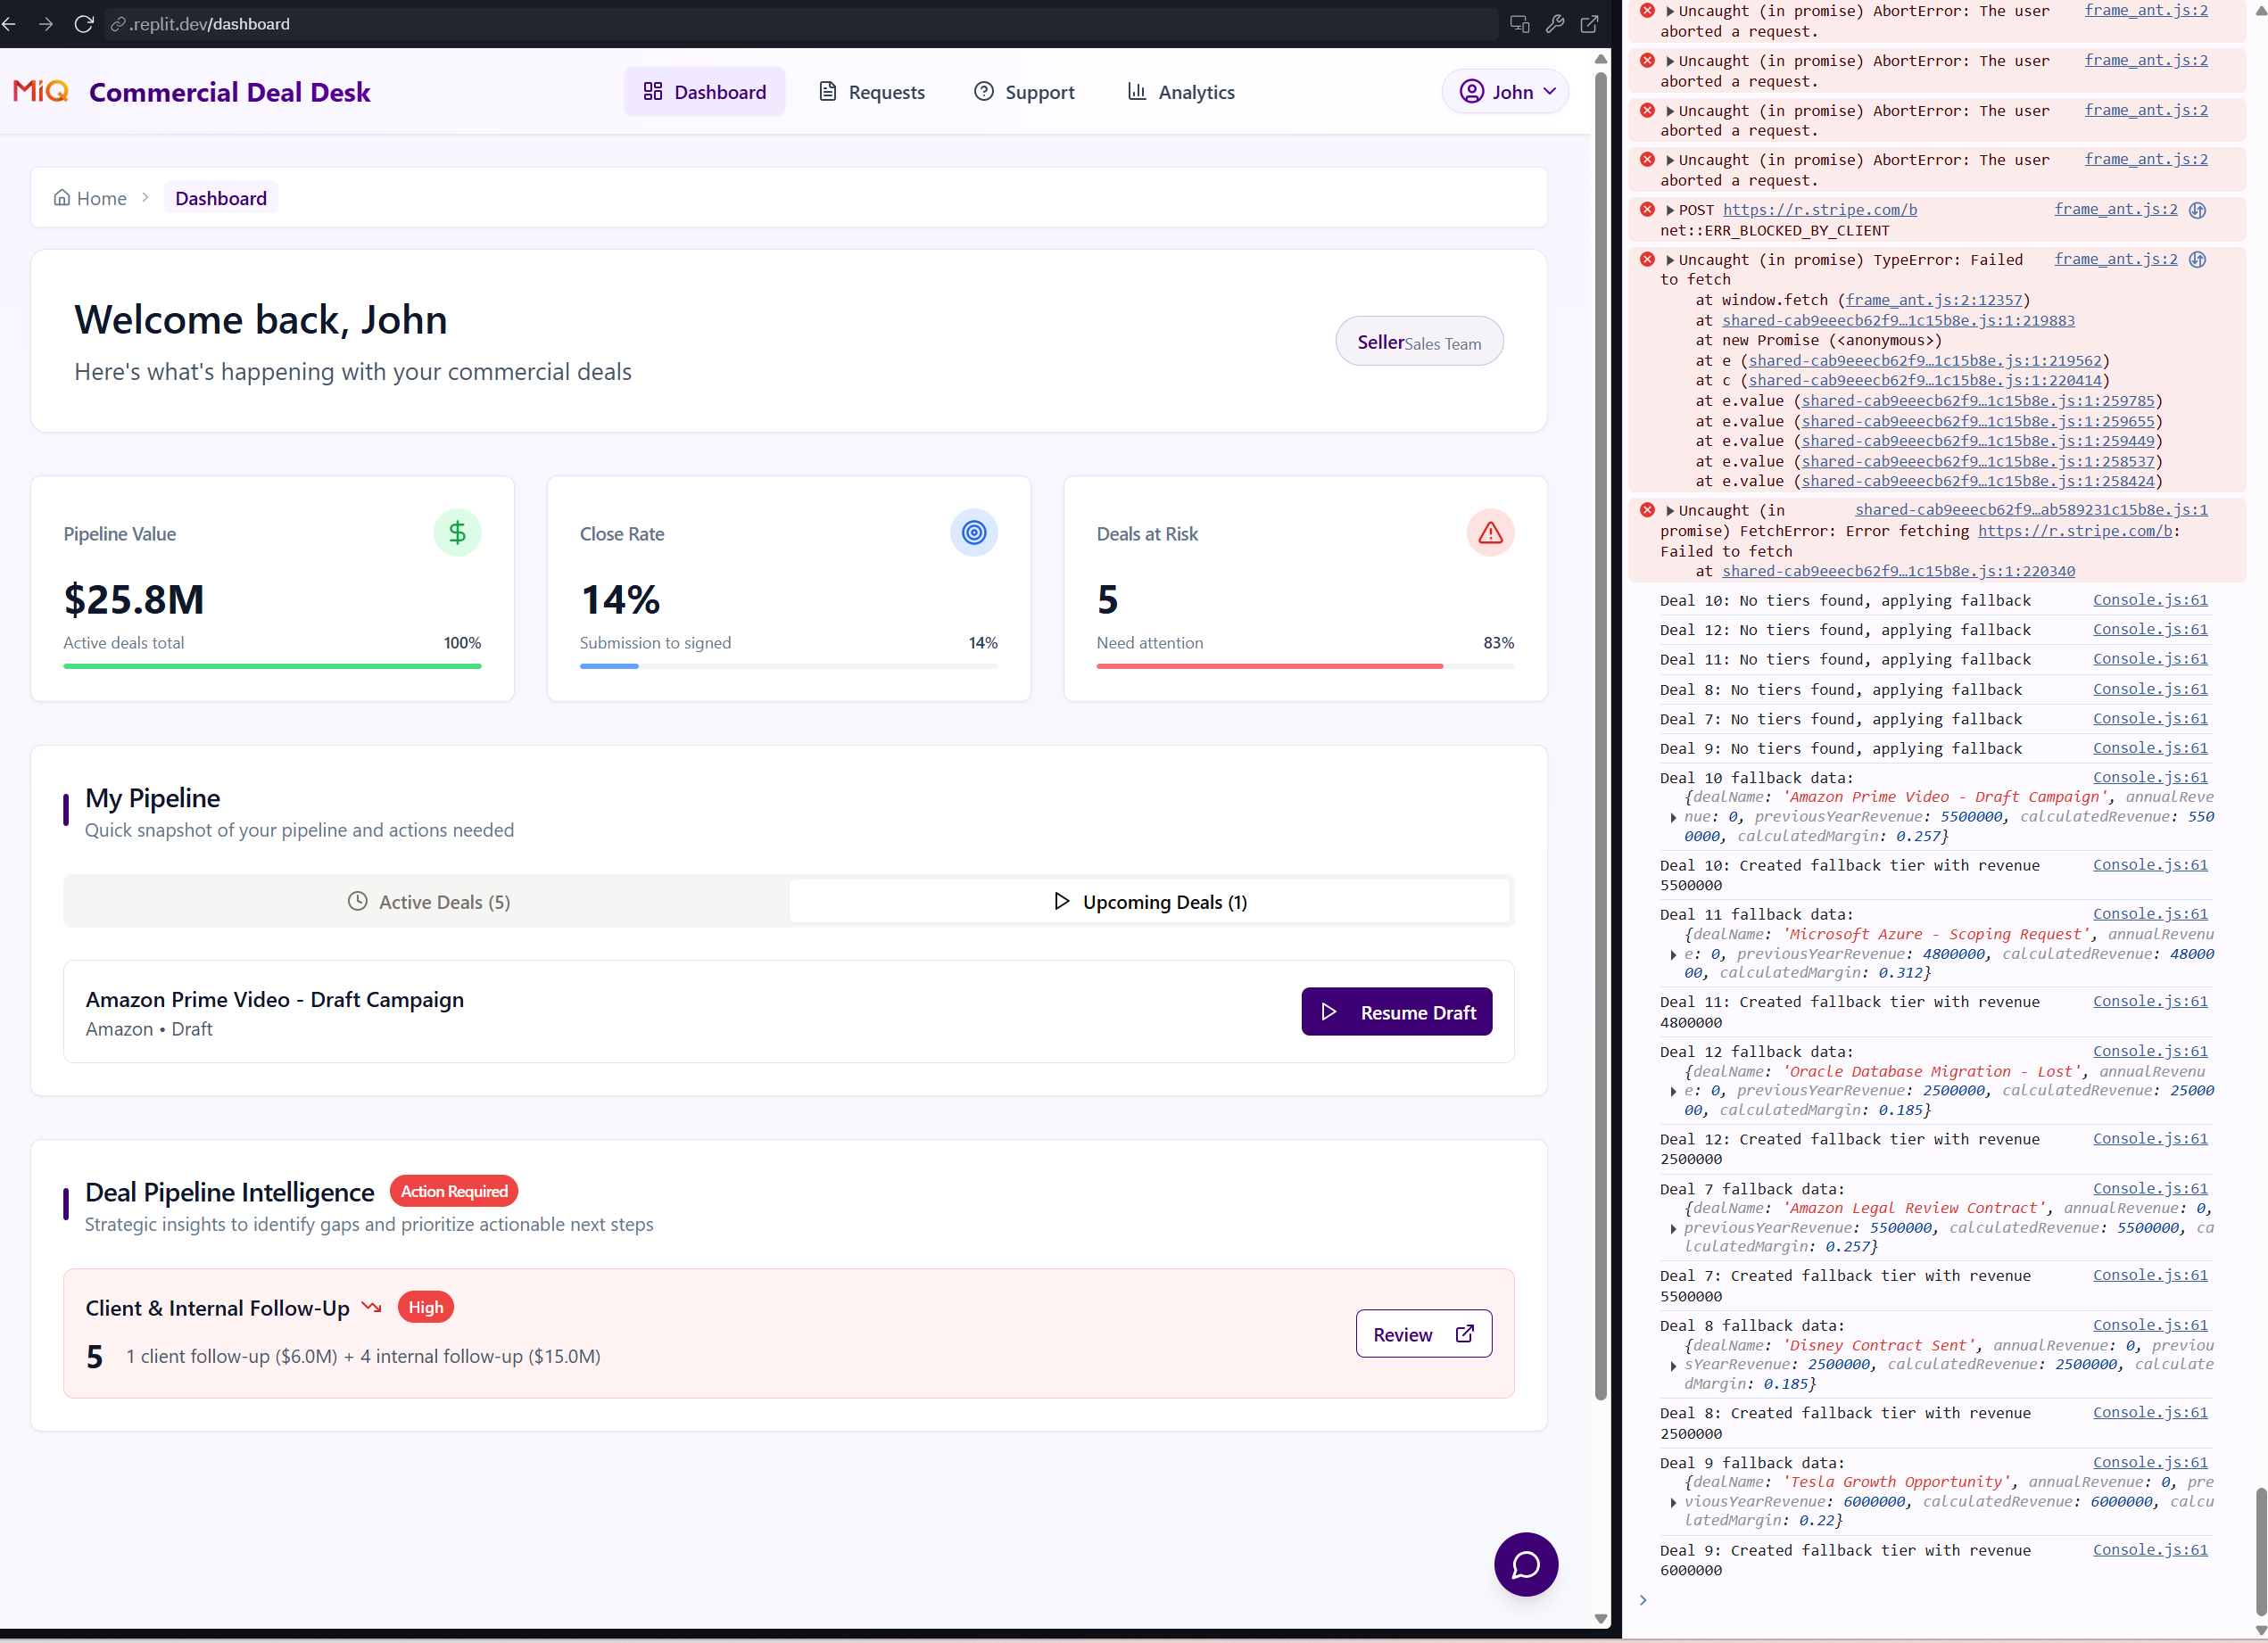 .replit.dev/dashboard
MiQ Commercial Deal Desk
Dashboard
Requests
Support
Analytics
John
Home
Dashboard
Welcome back, John
Here's what's happening with your commercial deals
Seller Sales Team
Pipeline Value
$25.8M
Active deals total 100%
Close Rate
14%
Submission to signed 14%
Deals at Risk
5
Need attention 83%
My Pipeline
Quick snapshot of your pipeline and actions needed
Active Deals (5)
Upcoming Deals (1)
Amazon Prime Video - Draft Campaign
Amazon • Draft
Resume Draft
Deal Pipeline Intelligence Action Required
Strategic insights to identify gaps and prioritize actionable next steps
Client & Internal Follow-Up High
5 1 client follow-up ($6.0M) + 4 internal follow-up ($15.0M)
Review
Uncaught (in promise) AbortError: The user frame_ant.js:2
aborted a request.
Uncaught (in promise) AbortError: The user frame_ant.js:2
aborted a request.
Uncaught (in promise) AbortError: The user frame_ant.js:2
aborted a request.
Uncaught (in promise) AbortError: The user frame_ant.js:2
aborted a request.
POST https://r.stripe.com/b frame_ant.js:2
net::ERR_BLOCKED_BY_CLIENT
Uncaught (in promise) TypeError: Failed frame_ant.js:2
to fetch
at window.fetch (frame_ant.js:2:12357)
at shared-cab9eeecb62f9…1c15b8e.js:1:219883
at new Promise (<anonymous>)
at e (shared-cab9eeecb62f9…1c15b8e.js:1:219562)
at c (shared-cab9eeecb62f9…1c15b8e.js:1:220414)
at e.value (shared-cab9eeecb62f9…1c15b8e.js:1:259785)
at e.value (shared-cab9eeecb62f9…1c15b8e.js:1:259655)
at e.value (shared-cab9eeecb62f9…1c15b8e.js:1:259449)
at e.value (shared-cab9eeecb62f9…1c15b8e.js:1:258537)
at e.value (shared-cab9eeecb62f9…1c15b8e.js:1:258424)
Uncaught (in shared-cab9eeecb62f9…ab589231c15b8e.js:1
promise) FetchError: Error fetching https://r.stripe.com/b:
Failed to fetch
at shared-cab9eeecb62f9…1c15b8e.js:1:220340
Deal 10: No tiers found, applying fallback Console.js:61
Deal 12: No tiers found, applying fallback Console.js:61
Deal 11: No tiers found, applying fallback Console.js:61
Deal 8: No tiers found, applying fallback Console.js:61
Deal 7: No tiers found, applying fallback Console.js:61
Deal 9: No tiers found, applying fallback Console.js:61
Deal 10 fallback data: Console.js:61
{dealName: 'Amazon Prime Video - Draft Campaign', annualReve
nue: 0, previousYearRevenue: 5500000, calculatedRevenue: 550
0000, calculatedMargin: 0.257}
Deal 10: Created fallback tier with revenue Console.js:61
5500000
Deal 11 fallback data: Console.js:61
{dealName: 'Microsoft Azure - Scoping Request', annualRevenu
e: 0, previousYearRevenue: 4800000, calculatedRevenue: 48000
00, calculatedMargin: 0.312}
Deal 11: Created fallback tier with revenue Console.js:61
4800000
Deal 12 fallback data: Console.js:61
{dealName: 'Oracle Database Migration - Lost', annualRevenu
e: 0, previousYearRevenue: 2500000, calculatedRevenue: 25000
00, calculatedMargin: 0.185}
Deal 12: Created fallback tier with revenue Console.js:61
2500000
Deal 7 fallback data: Console.js:61
{dealName: 'Amazon Legal Review Contract', annualRevenue: 0,
previousYearRevenue: 5500000, calculatedRevenue: 5500000, ca
lculatedMargin: 0.257}
Deal 7: Created fallback tier with revenue Console.js:61
5500000
Deal 8 fallback data: Console.js:61
{dealName: 'Disney Contract Sent', annualRevenue: 0, previou
sYearRevenue: 2500000, calculatedRevenue: 2500000, calculate
dMargin: 0.185}
Deal 8: Created fallback tier with revenue Console.js:61
2500000
Deal 9 fallback data: Console.js:61
{dealName: 'Tesla Growth Opportunity', annualRevenue: 0, pre
viousYearRevenue: 6000000, calculatedRevenue: 6000000, calcu
latedMargin: 0.22}
Deal 9: Created fallback tier with revenue Console.js:61
6000000